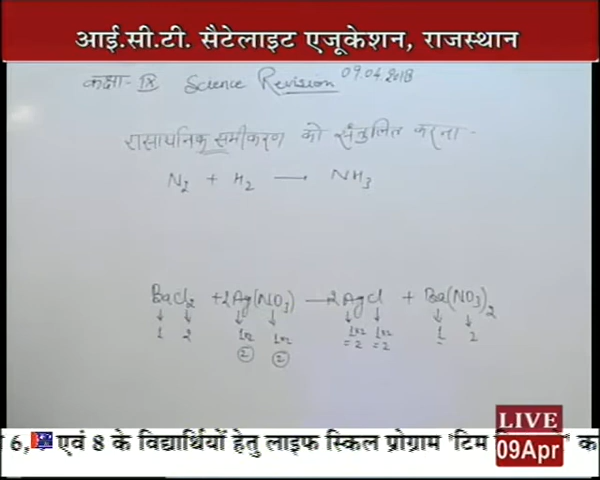 आई.सी.टी. सैटेलाइट एजूकेशन, राजस्थान
कक्षा- IX Science Revision 09.04.2018
रासायनिक समीकरण को संतुलित करना -
N₂ + H₂ → NH₃
BaCl₂ + 2Ag(NO₃) → 2AgCl + Ba(NO₃)₂
↓ ↓ ↓ ↓ ↓ ↓ ↓ ↓
1 2 1×2 1×2 1×2 1×2 1 2
2 2 =2 =2
LIVE
6, एवं 8 के विद्यार्थियों हेतु लाइफ स्किल प्रोग्राम 'टिम
09Apr